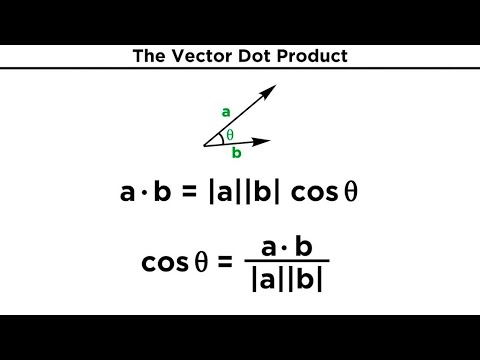 The Vector Dot Product
a
θ
b
a · b = |a||b| cos θ
cos θ = a · b
|a||b|